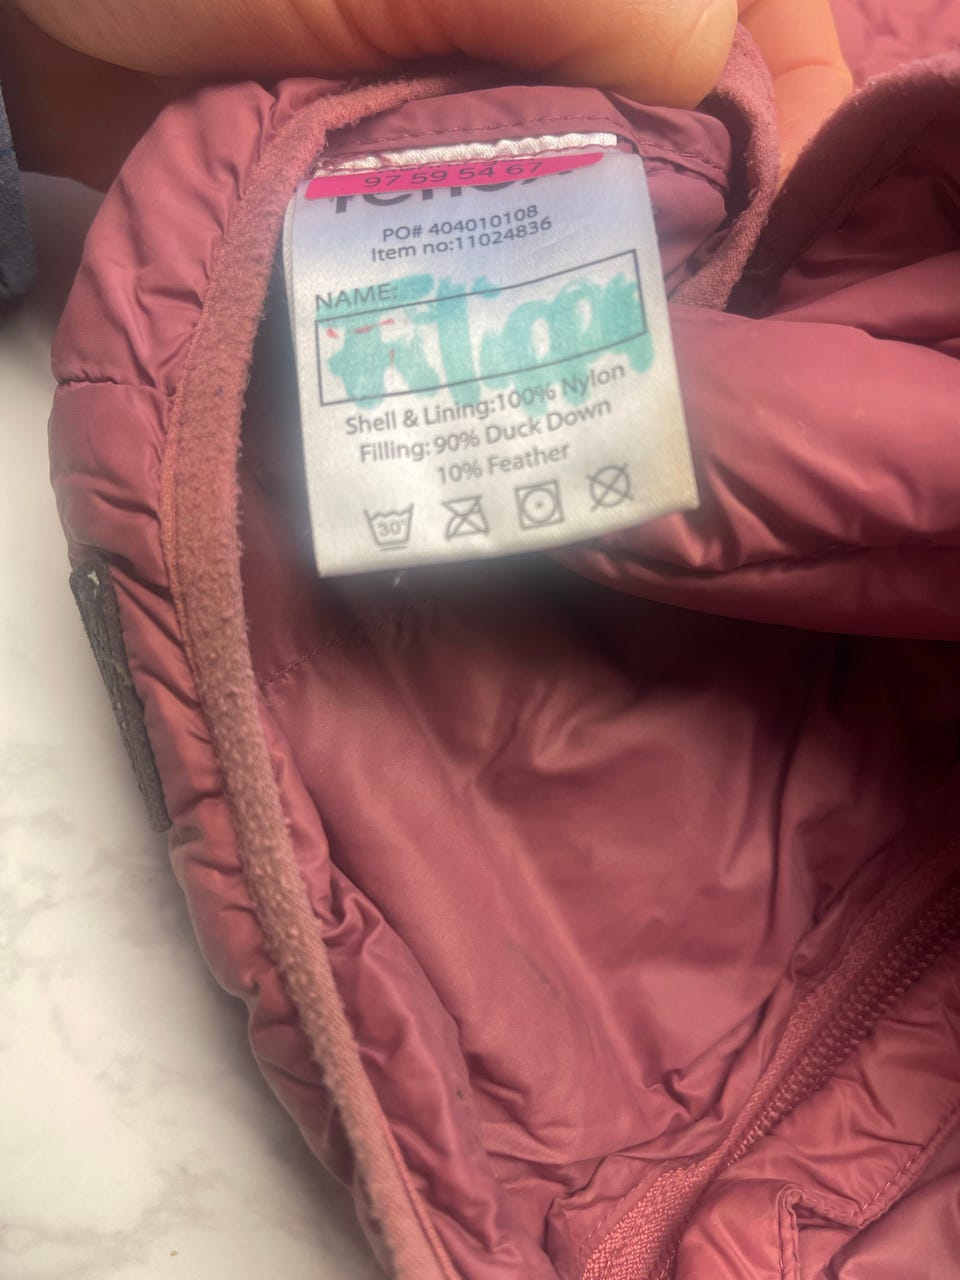 97 59 54 67
PO# 404010108
Item no:11024836
NAME:
Shell & Lining:100% Nylon
Filling:90% Duck Down
10% Feather
30°